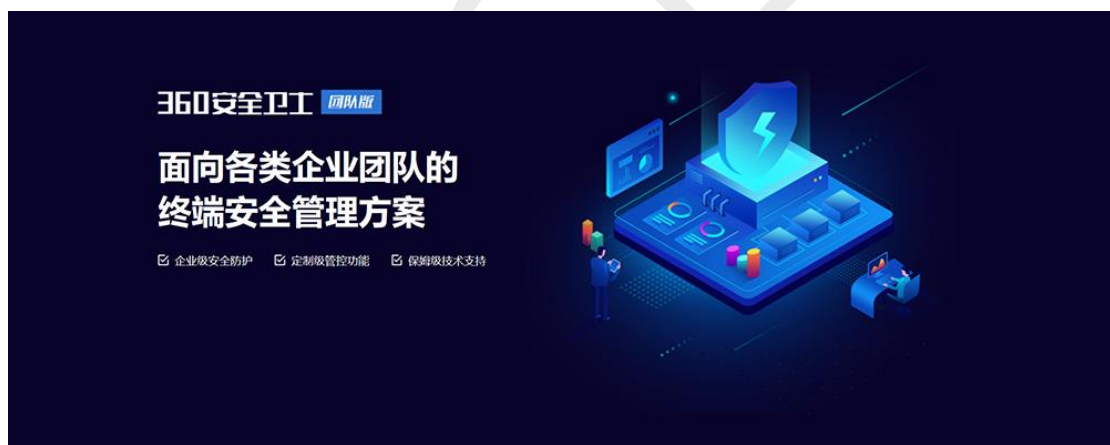 360安全卫士 团队版
面向各类企业团队的
终端安全管理方案
企业级安全防护 定制级管控功能 保姆级技术支持